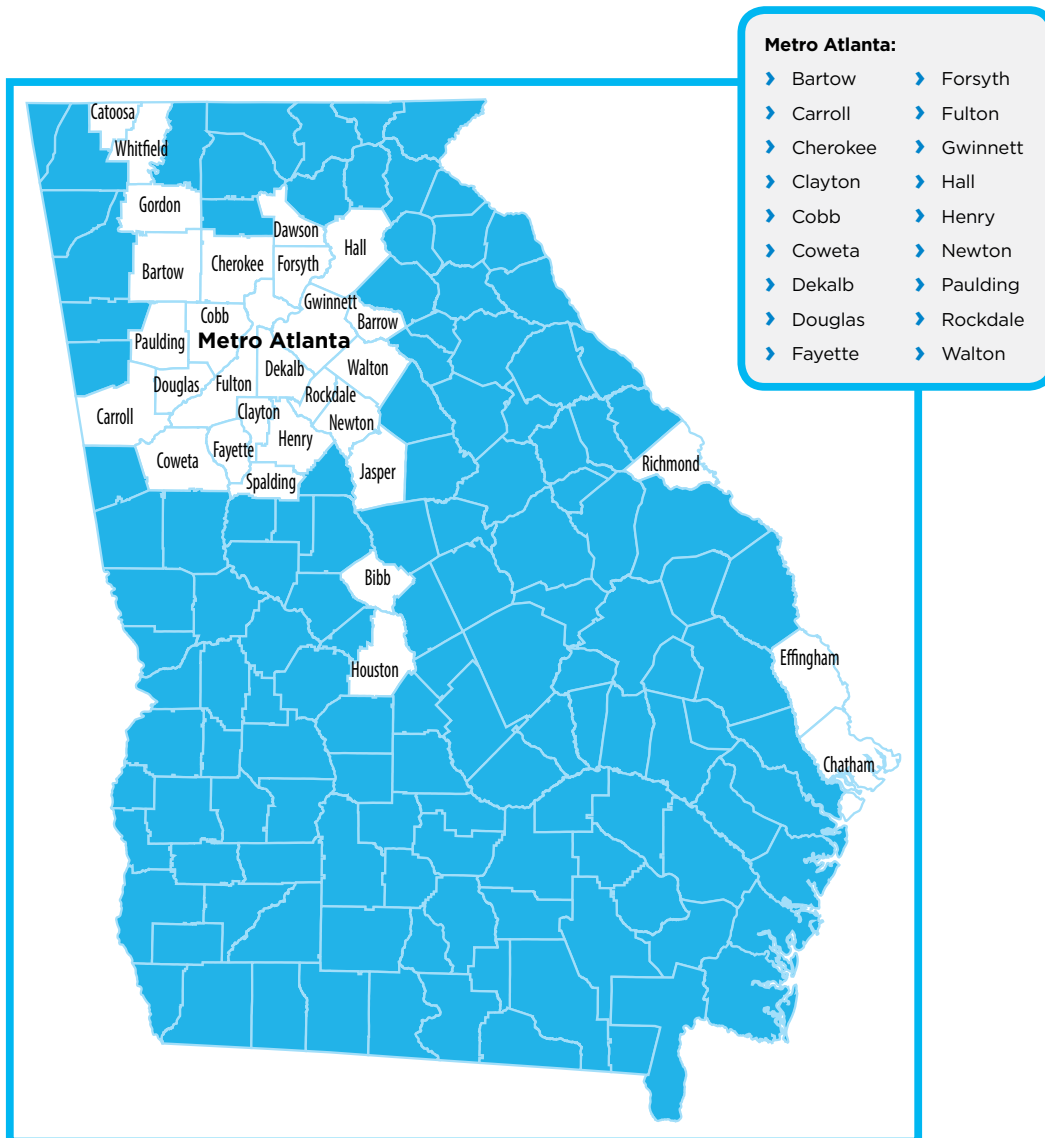 Metro Atlanta:
Bartow
Carroll
Cherokee
Clayton
Cobb
Coweta
Dekalb
Douglas
Fayette
Forsyth
Fulton
Gwinnett
Hall
Henry
Newton
Paulding
Rockdale
Walton
Catoosa
Whitfield
Gordon
Dawson
Hall
Bartow
Cherokee
Forsyth
Gwinnett
Cobb
Barrow
Paulding
Metro Atlanta
Dekalb
Walton
Douglas
Fulton
Rockdale
Carroll
Clayton
Newton
Henry
Fayette
Coweta
Jasper
Spalding
Richmond
Bibb
Houston
Effingham
Chatham